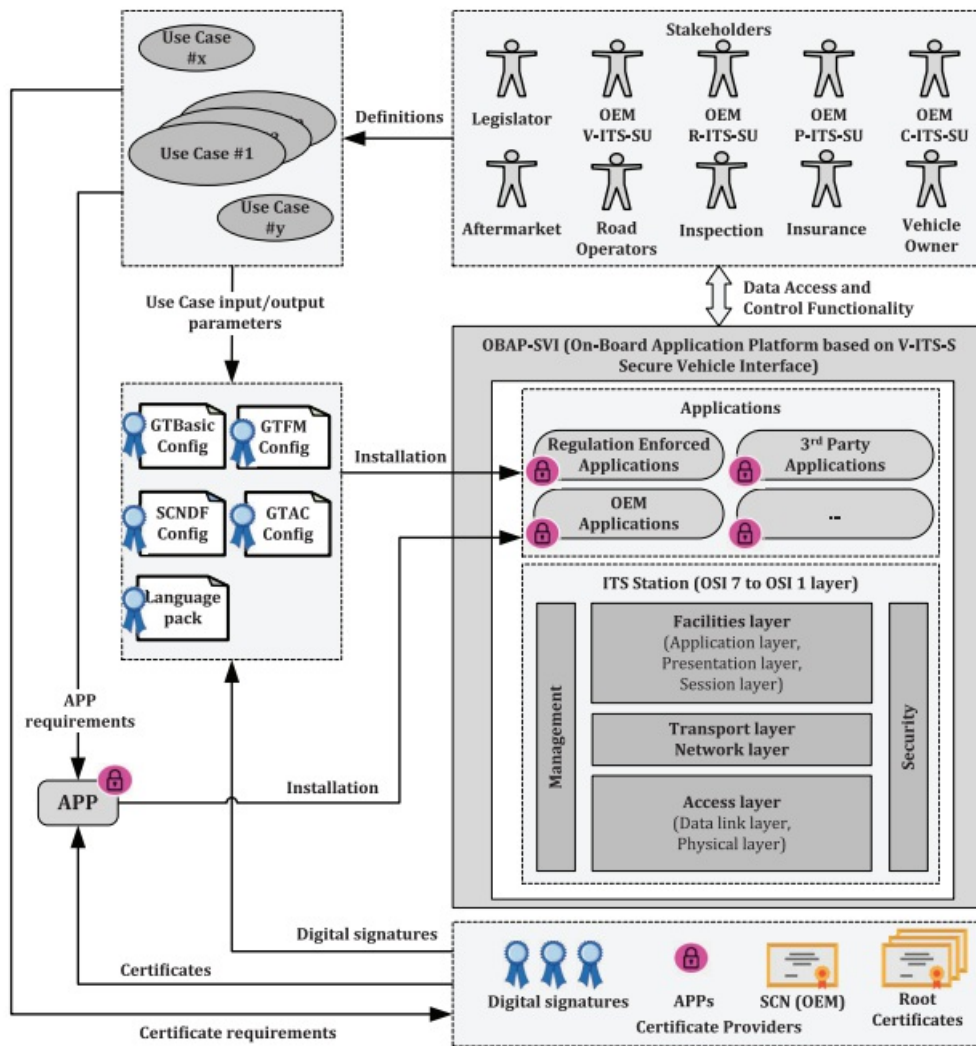 Use Case
#x
Use Case #1
Use Case
#y
Definitions
Stakeholders
Legislator
OEM
V-ITS-SU
OEM
R-ITS-SU
OEM
P-ITS-SU
OEM
C-ITS-SU
Aftermarket
Road
Operators
Inspection
Insurance
Vehicle
Owner
Use Case input/output
parameters
Data Access and
Control Functionality
OBAP-SVI (On-Board Application Platform based on V-ITS-S
Secure Vehicle Interface)
GTBasic
Config
GTFM
Config
SCNDF
Config
GTAC
Config
Language
pack
Installation
Applications
Regulation Enforced
Applications
3rd Party
Applications
OEM
Applications
...
ITS Station (OSI 7 to OSI 1 layer)
Management
Facilities layer
(Application layer,
Presentation layer,
Session layer)
Transport layer
Network layer
Access layer
(Data link layer,
Physical layer)
Security
APP
requirements
APP
Installation
Digital signatures
Certificates
Certificate requirements
Digital signatures
APPs
SCN (OEM)
Root
Certificates
Certificate Providers